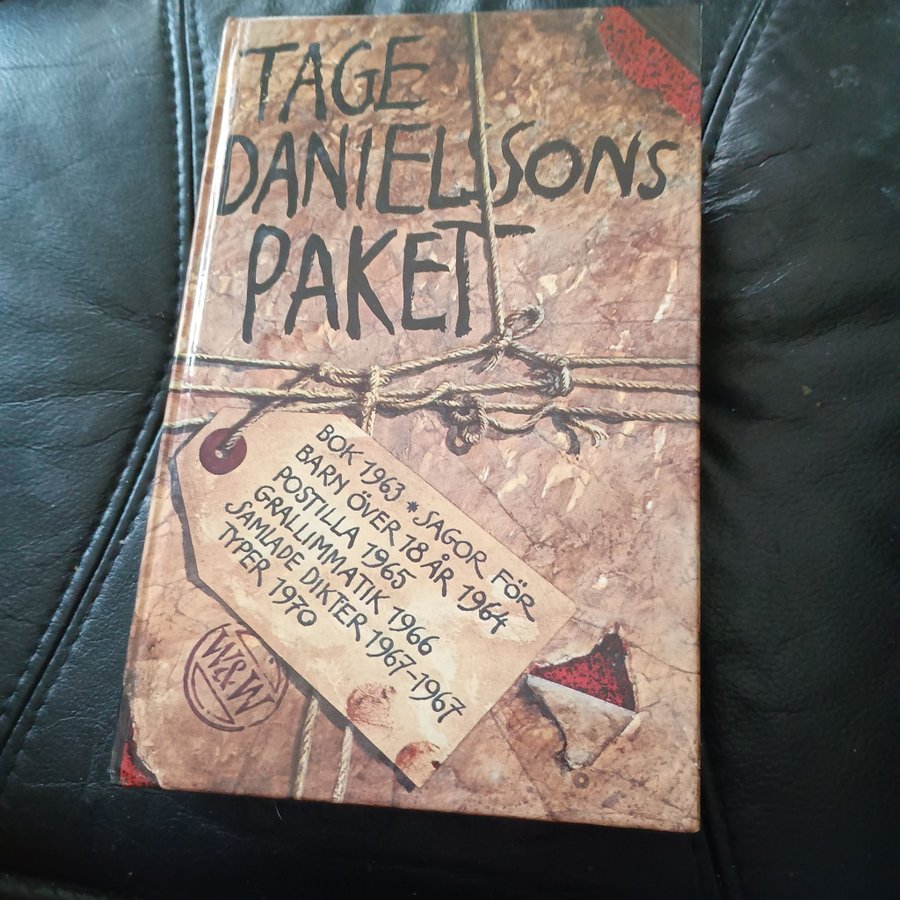 TAGE
DANIELSSONS
PAKET
BOK 1963 * SAGOR FÖR
BARN ÖVER 18 ÅR 1964
POSTILLA 1965
GRALLIMMATIK 1966
SAMLADE DIKTER 1967-1967
TYPER 1970
W&W